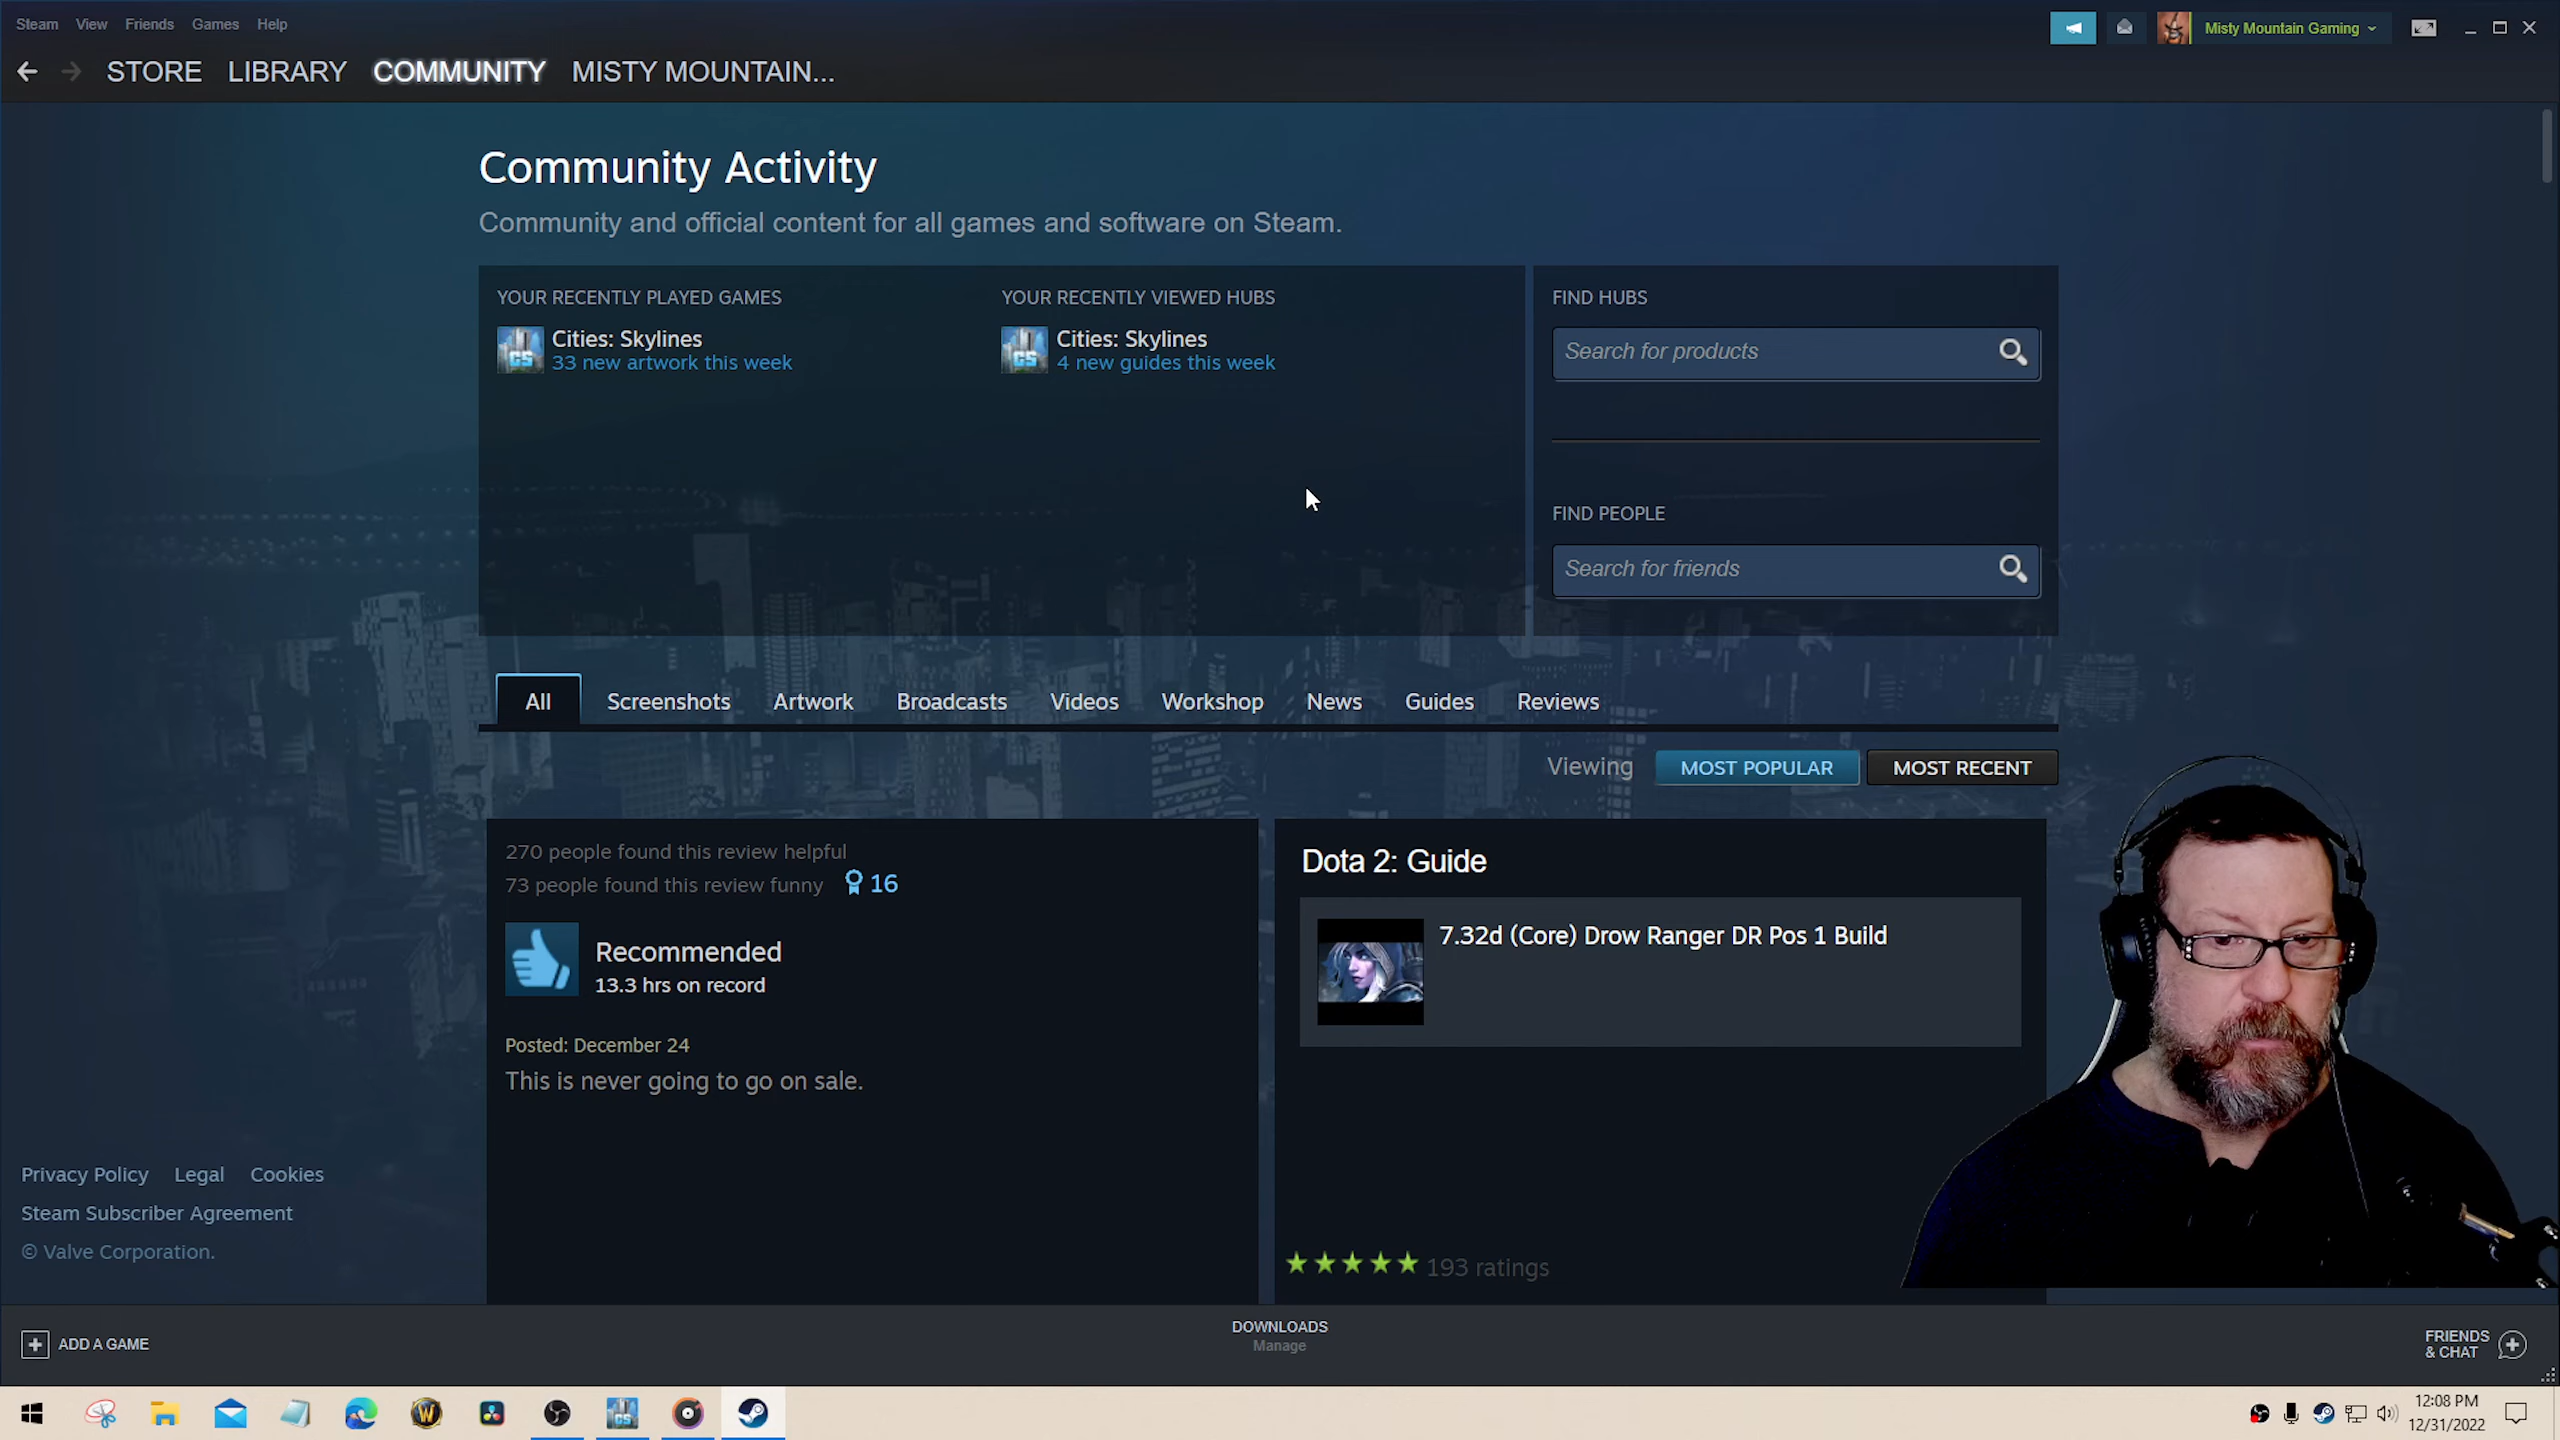 Steam View Friends Games Help
Misty Mountain Gaming
STORE LIBRARY COMMUNITY MISTY MOUNTAIN...
Community Activity
Community and official content for all games and software on Steam.
YOUR RECENTLY PLAYED GAMES
Cities: Skylines
33 new artwork this week
YOUR RECENTLY VIEWED HUBS
Cities: Skylines
4 new guides this week
FIND HUBS
Search for products
FIND PEOPLE
Search for friends
All Screenshots Artwork Broadcasts Videos Workshop News Guides Reviews
Viewing MOST POPULAR MOST RECENT
270 people found this review helpful
73 people found this review funny 16
Recommended
13.3 hrs on record
Posted: December 24
This is never going to go on sale.
Dota 2: Guide
7.32d (Core) Drow Ranger DR Pos 1 Build
193 ratings
Privacy Policy Legal Cookies
Steam Subscriber Agreement
© Valve Corporation.
ADD A GAME
DOWNLOADS
Manage
FRIENDS
& CHAT
CS
12:08 PM
12/31/2022